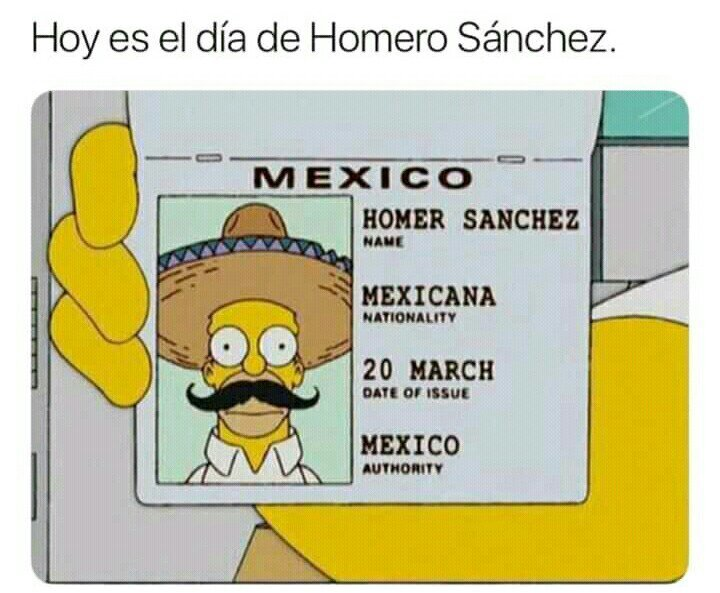 Hoy es el día de Homero Sánchez.
MEXICO
HOMER SANCHEZ
NAME
MEXICANA
NATIONALITY
20 MARCH
DATE OF ISSUE
MEXICO
AUTHORITY